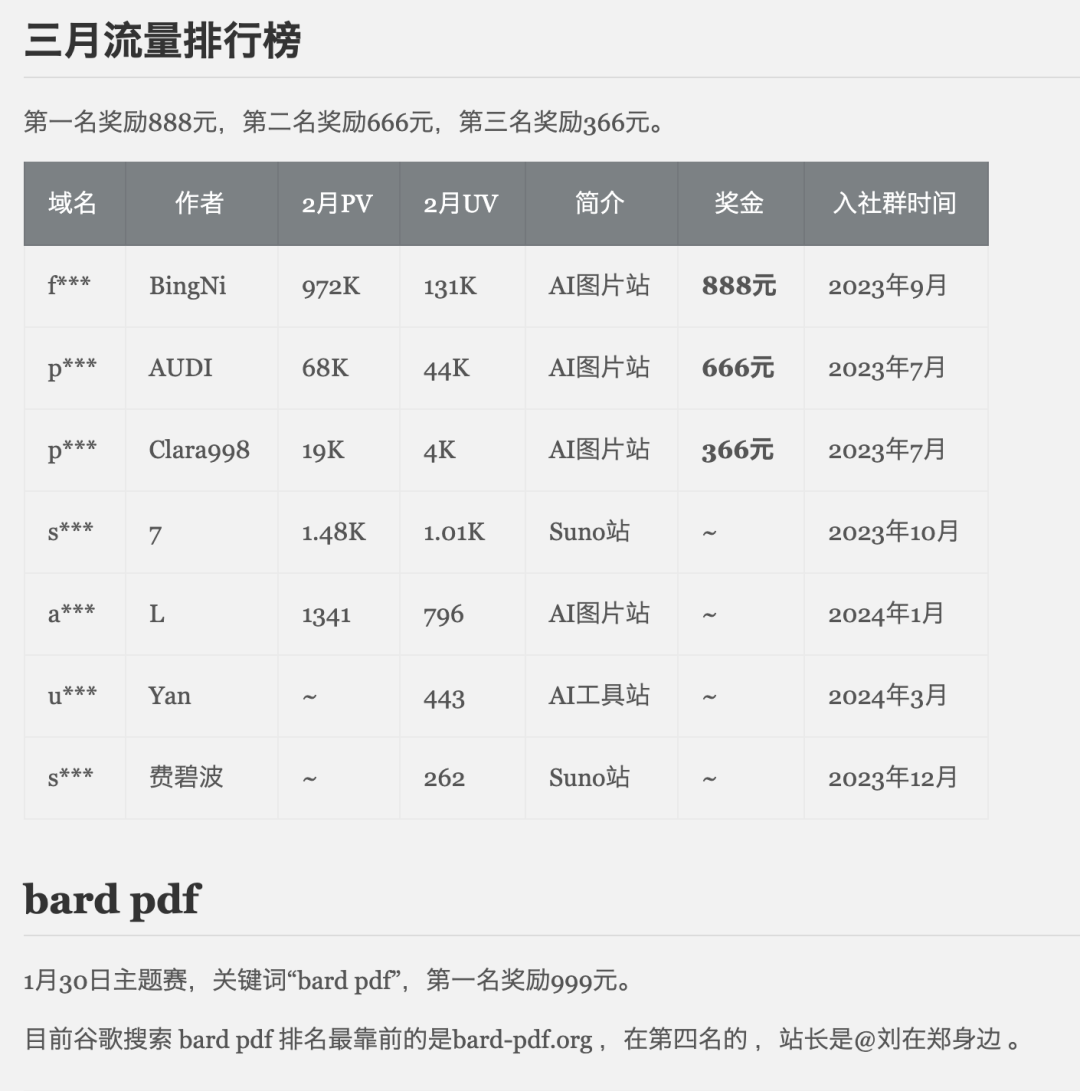 三月流量排行榜
第一名奖励888元，第二名奖励666元，第三名奖励366元。
域名 作者 2月PV 2月UV 简介 奖金 入社群时间
f*** BingNi 972K 131K AI图片站 888元 2023年9月
p*** AUDI 68K 44K AI图片站 666元 2023年7月
p*** Clara998 19K 4K AI图片站 366元 2023年7月
s*** 7 1.48K 1.01K Suno站 ~ 2023年10月
a*** L 1341 796 AI图片站 ~ 2024年1月
u*** Yan ~ 443 AI工具站 ~ 2024年3月
s*** 费碧波 ~ 262 Suno站 ~ 2023年12月
bard pdf
1月30日主题赛，关键词“bard pdf”，第一名奖励999元。
目前谷歌搜索 bard pdf 排名最靠前的是bard-pdf.org ，在第四名的 ，站长是@刘在郑身边 。